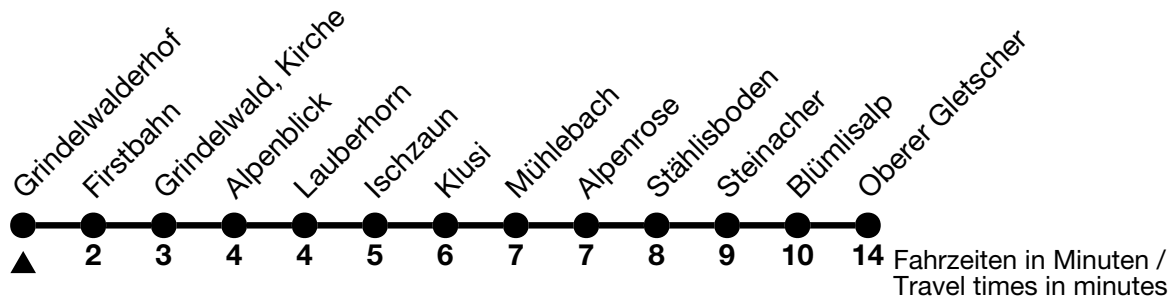 Grindelwalderhof
Firstbahn
Grindelwald, Kirche
Alpenblick
Lauberhorn
Ischzaun
Klusi
Mühlebach
Alpenrose
Stählisboden
Steinacher
Blümlisalp
Oberer Gletscher
2 3 4 4 5 6 7 7 8 9 10 14
Fahrzeiten in Minuten /
Travel times in minutes